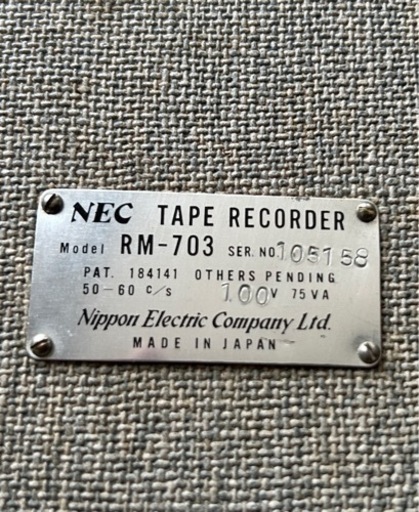 NEC TAPE RECORDER
Model RM-703 SER. NO. 105158
PAT. 184141 OTHERS PENDING
50-60 c/s 100V 75VA
Nippon Electric Company Ltd.
MADE IN JAPAN